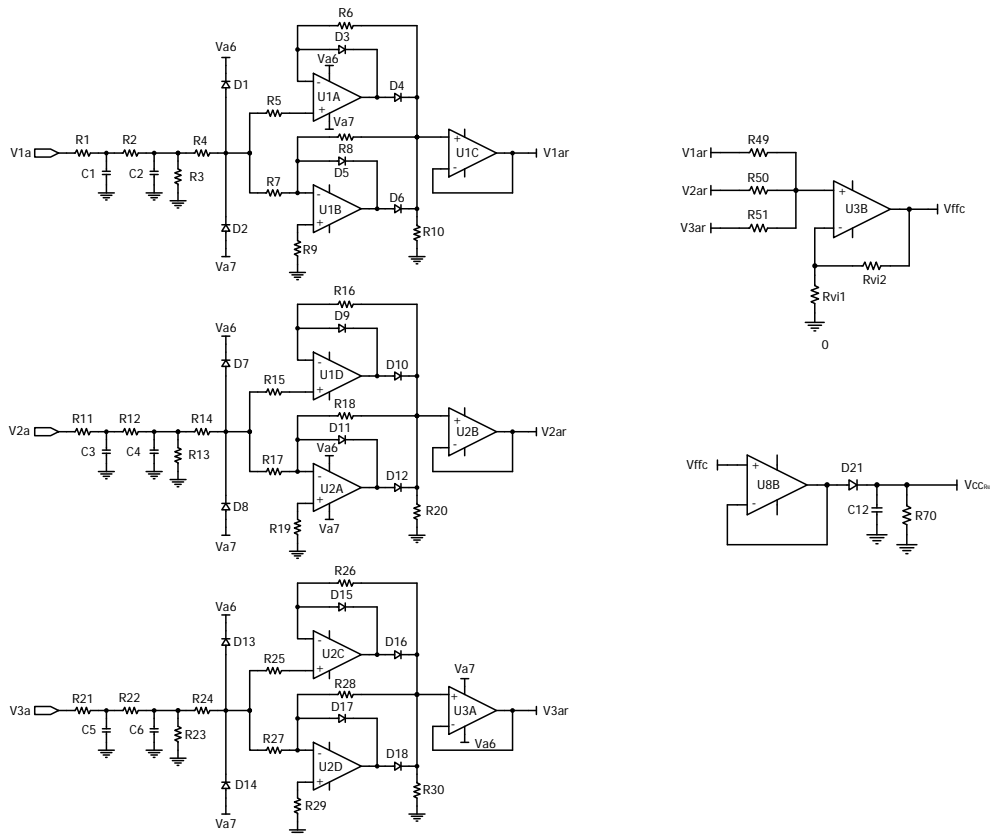 R6
D3
Va6
Va6
D1
D4
R5
U1A
Va7
V1a
R1
R2
R4
R8
D5
V1ar
U1C
C1
C2
R3
R7
D6
U1B
D2
R10
R9
Va7
R16
Va6
D9
D7
D10
R15
U1D
R18
V2a
R11
R12
R14
D11
V2ar
U2B
C3
C4
R13
R17
Va6
D12
U2A
D8
R20
R19
Va7
Va7
R26
Va6
D15
D13
D16
R25
U2C
R28
Va7
V3a
R21
R22
R24
D17
U3A
V3ar
C5
C6
R23
R27
Va6
D18
U2D
D14
R30
R29
Va7
V1ar
R49
V2ar
R50
U3B
Vffc
V3ar
R51
Rvi2
Rvi1
0
Vffc
D21
U8B
Vcc
C12
R70
+
-
+
-
+
-
+
-
+
-
+
-
+
-
+
-
+
-
+
-
+
-